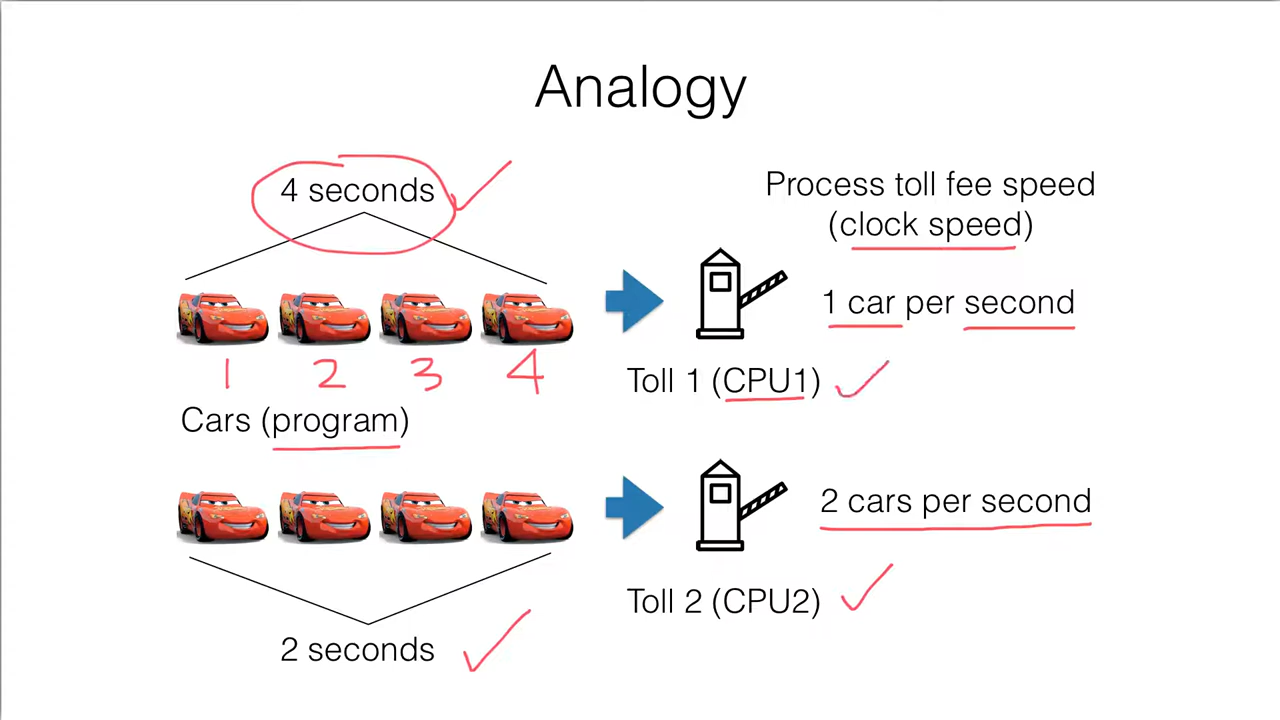 Analogy
4 seconds
Process toll fee speed
(clock speed)
1 car per second
1 2 3 4
Toll 1 (CPU1)
Cars (program)
2 cars per second
Toll 2 (CPU2)
2 seconds